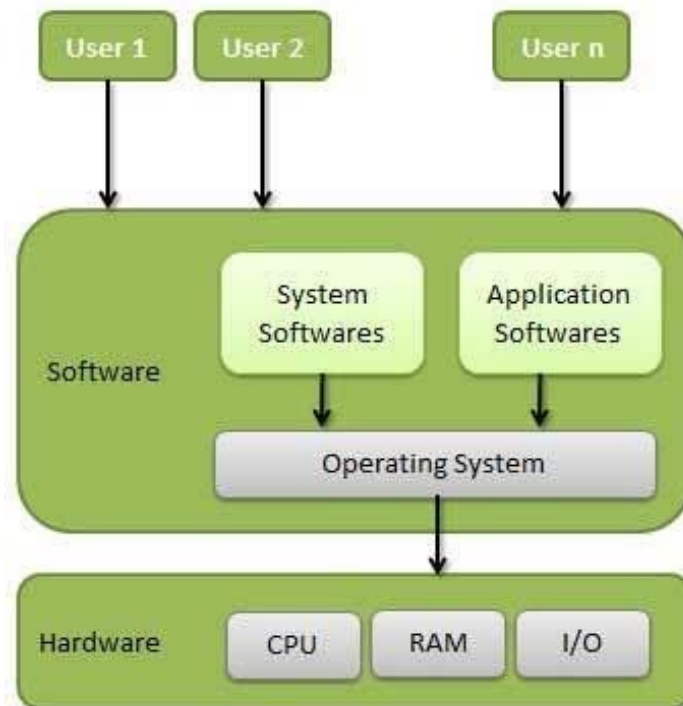 User 1
User 2
User n
System
Softwares
Application
Softwares
Software
Operating System
Hardware
CPU
RAM
I/O